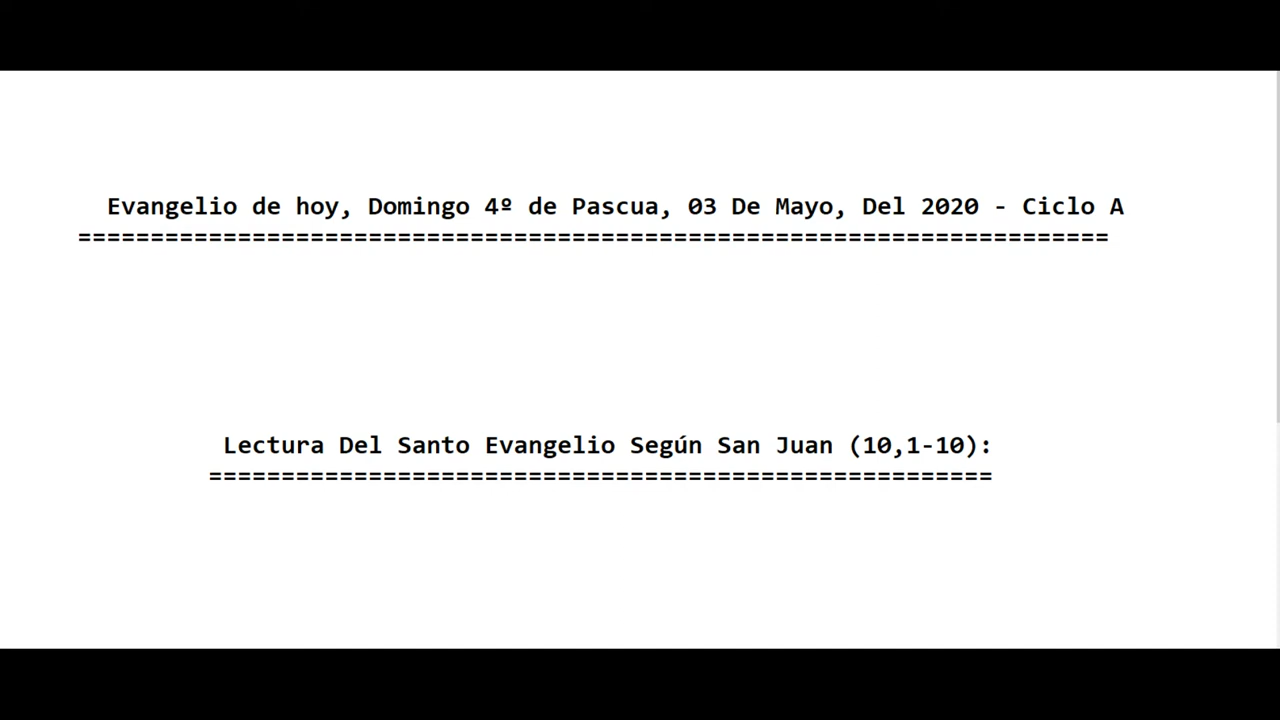 Evangelio de hoy, Domingo 4º de Pascua, 03 De Mayo, Del 2020 - Ciclo A
=======================================================================
Lectura Del Santo Evangelio Según San Juan (10,1-10):
======================================================